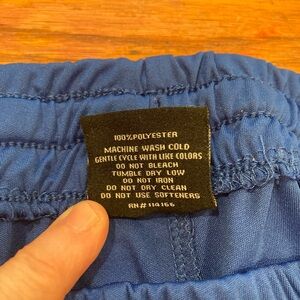 100% POLYESTER
MACHINE WASH COLD
GENTLE CYCLE WITH LIKE COLORS
DO NOT BLEACH
TUMBLE DRY LOW
DO NOT IRON
DO NOT DRY CLEAN
DO NOT USE SOFTENERS
RN# 114166